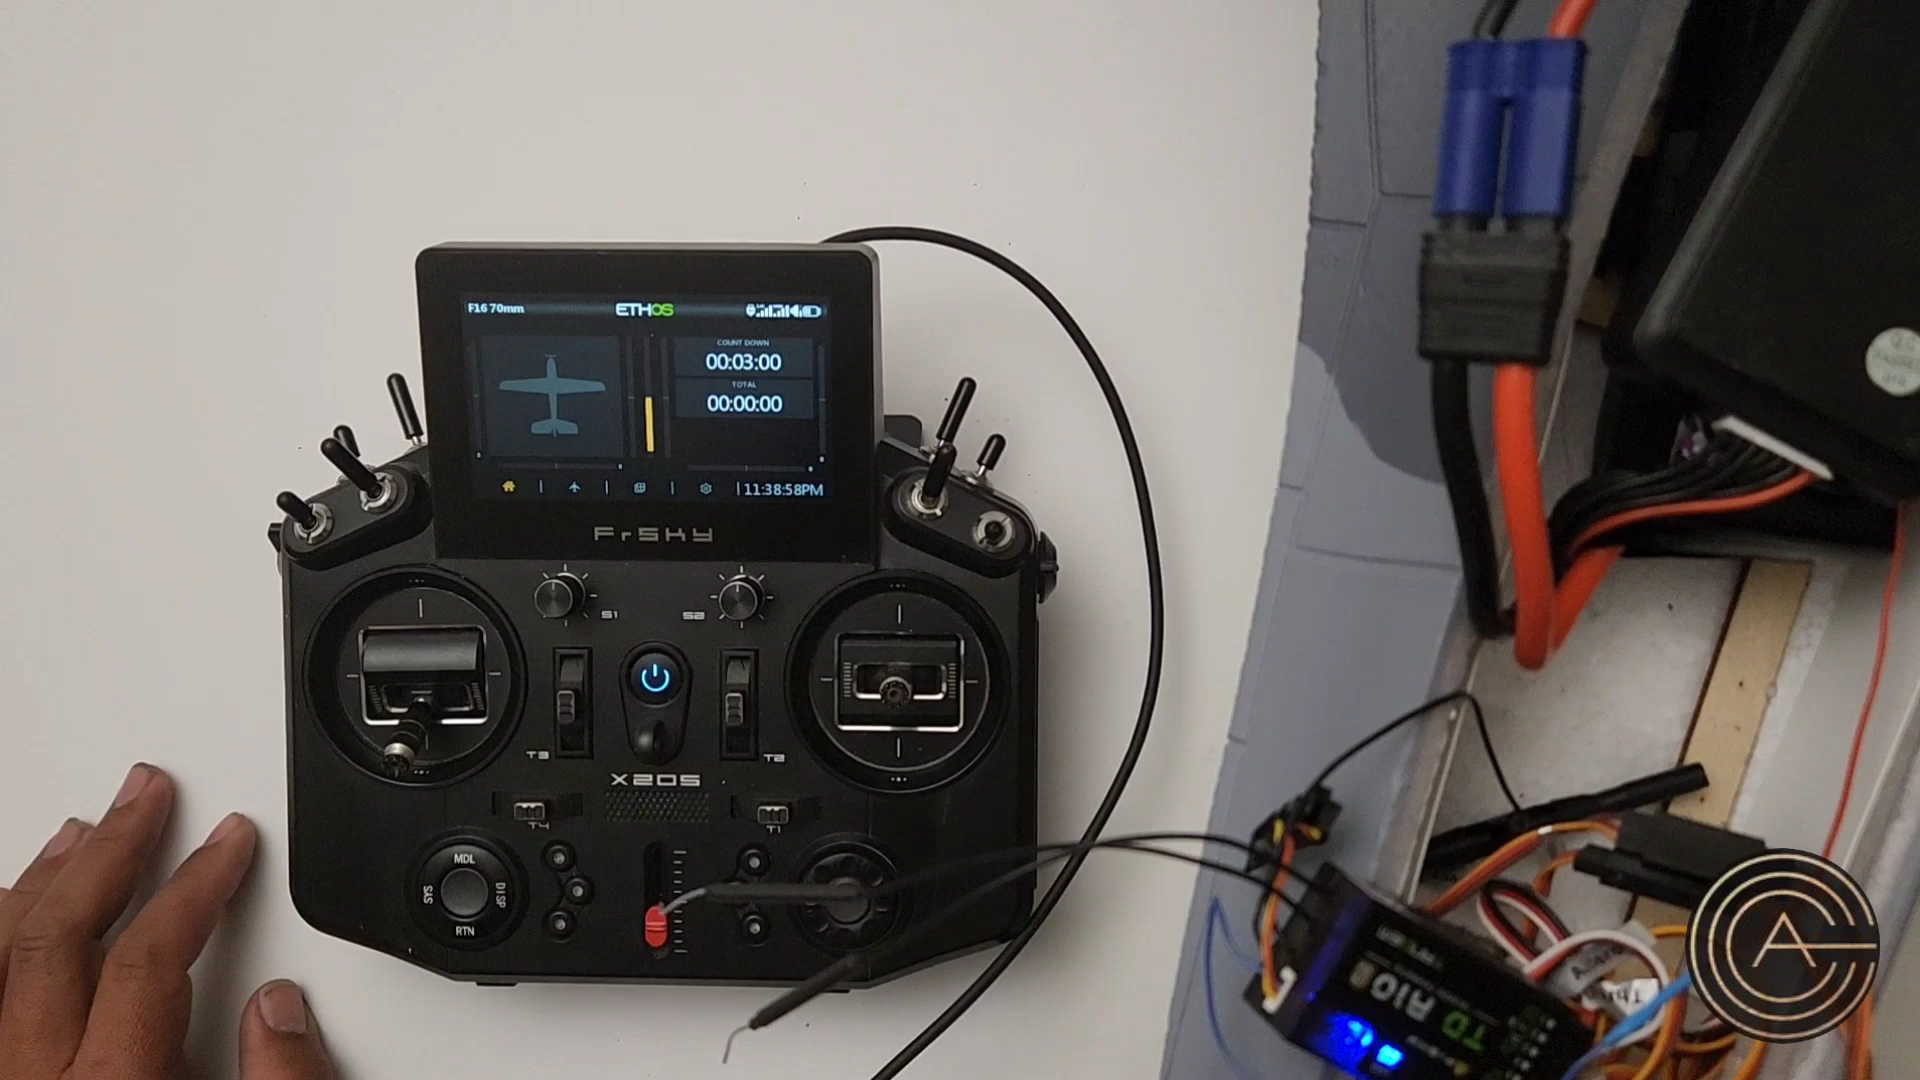 F16 70mm
ETHOS
COUNT DOWN
00:03:00
TOTAL
00:00:00
11:38:58PM
FrSKY
S1
S2
T3
T2
X20S
T4
T1
MDL
SYS
DISP
RTN
TD R10